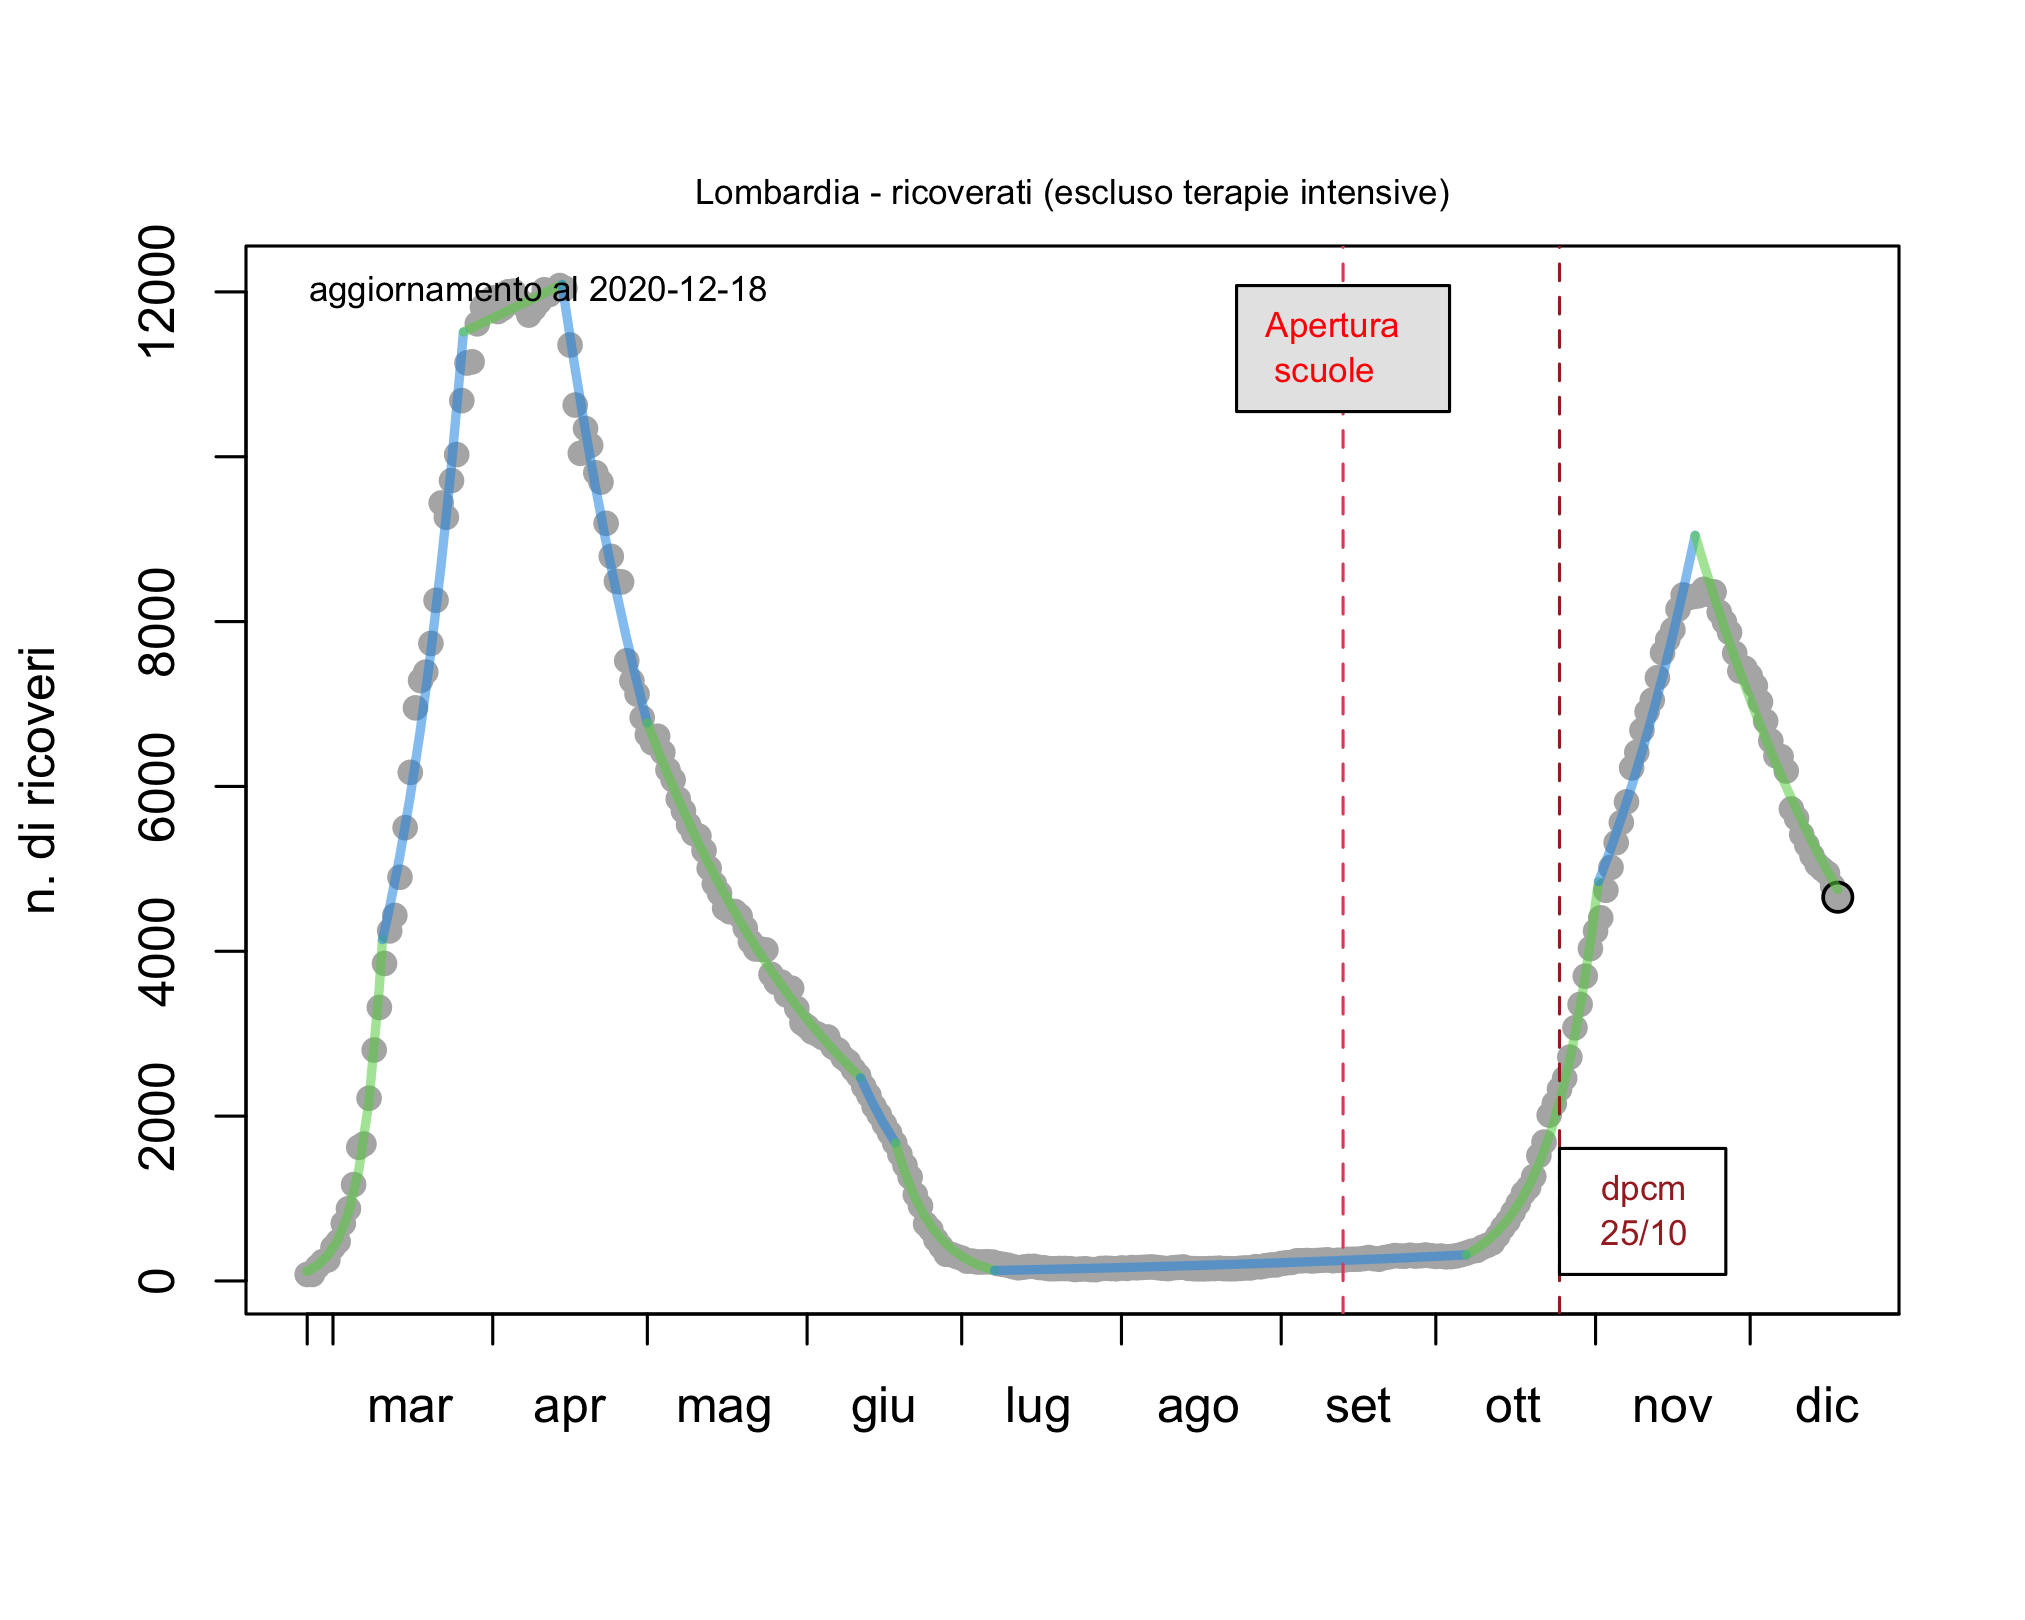 Lombardia - ricoverati (escluso terapie intensive)
aggiornamento al 2020-12-18
Apertura
scuole
dpcm
25/10
n. di ricoveri
12000
8000
6000
4000
2000
0
mar apr mag giu lug ago set ott nov dic